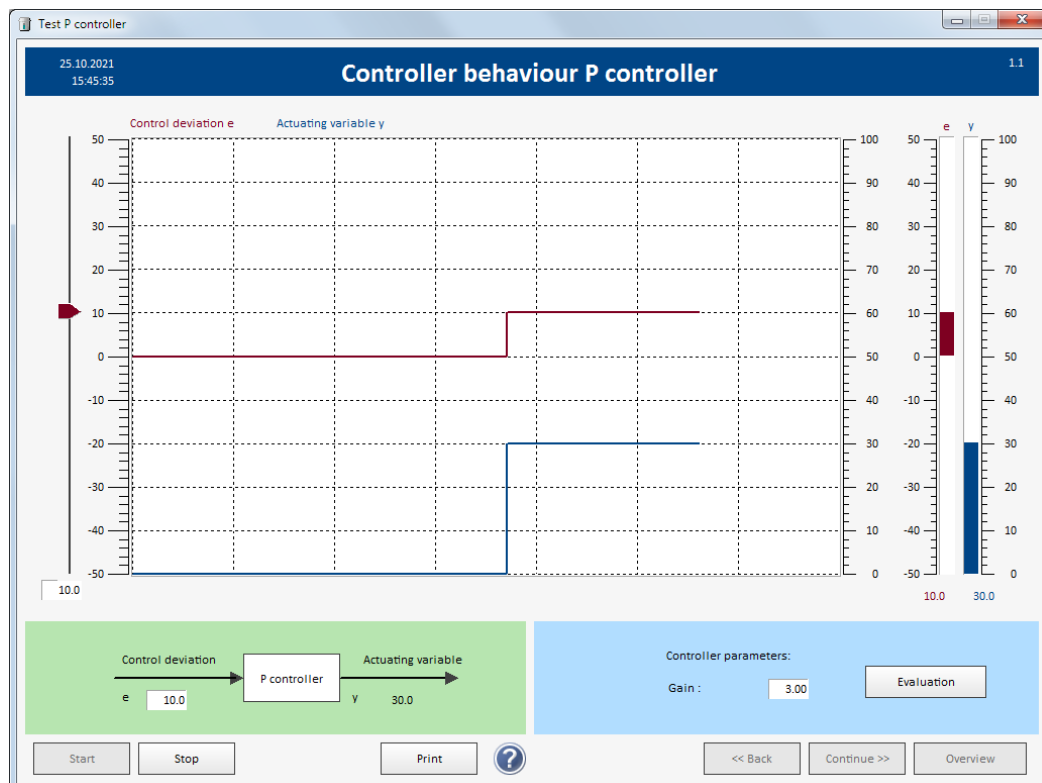 Test P controller
25.10.2021
15:45:35
Controller behaviour P controller
1.1
Control deviation e Actuating variable y
e y
50 100 50 100
40 90 40 90
30 80 30 80
20 70 20 70
10 60 10 60
0 50 0 50
-10 40 -10 40
-20 30 -20 30
-30 20 -30 20
-40 10 -40 10
-50 0 -50 0
10.0 10.0 30.0
Control deviation
e 10.0
P controller
Actuating variable
y 30.0
Controller parameters:
Gain : 3.00
Evaluation
Start Stop Print ? << Back Continue >> Overview